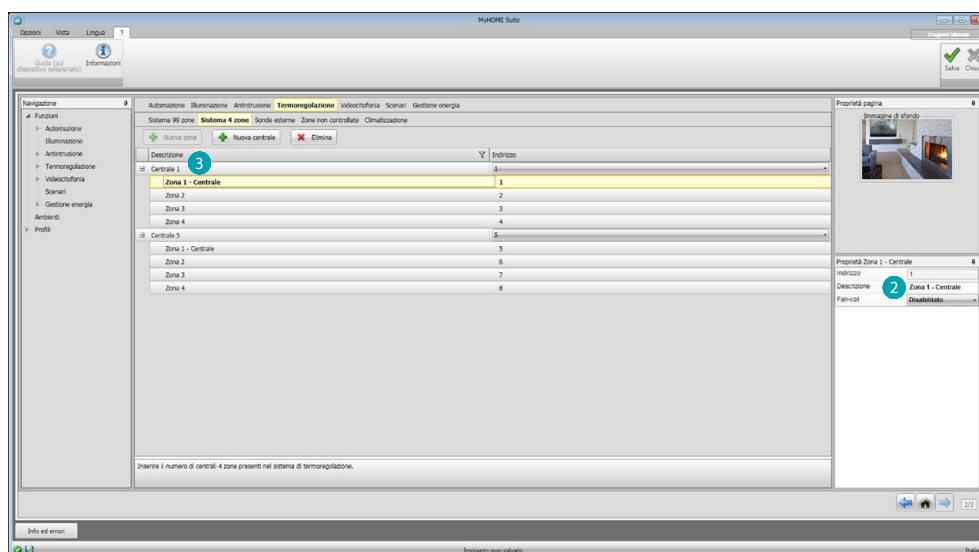 MyHOME Suite
Opzioni Vista Lingua ?
Guida (sul dispositivo selezionato)
Informazioni
Salva Chiu
Navigazione
Funzioni
Automazione
Illuminazione
Antintrusione
Termoregolazione
Videocitofonia
Scenari
Gestione energia
Ambienti
Profili
Automazione Illuminazione Antintrusione Termoregolazione Videocitofonia Scenari Gestione energia
Sistema 99 zone Sistema 4 zone Sonde esterne Zone non controllate Climatizzazione
Nuova zona Nuova centrale Elimina
Descrizione Indirizzo
3
Centrale 1 1
Zona 1 - Centrale 1
Zona 2 2
Zona 3 3
Zona 4 4
Centrale 5 5
Zona 1 - Centrale 5
Zona 2 6
Zona 3 7
Zona 4 8
Inserire il numero di centrali 4 zone presenti nel sistema di termoregolazione.
Proprietà pagina
Immagine di sfondo
Proprietà Zona 1 - Centrale
Indirizzo 1
Descrizione 2 Zona 1 - Centrale
Fan-coil Disabilitato
2/2
Info ed errori
Impianto non salvato